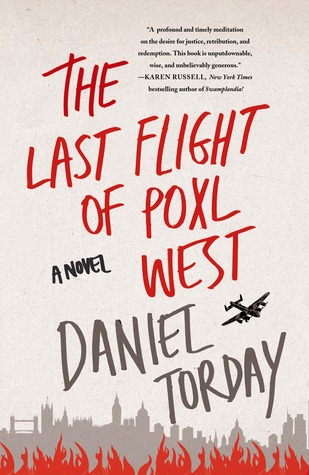 "A profound and timely meditation
on the desire for justice, retribution, and
redemption. This book is unputdownable,
wise, and unbelievably generous."
—KAREN RUSSELL, New York Times
bestselling author of Swamplandia!
THE
LAST FLIGHT
OF POXL
WEST
A NOVEL
DANIEL
TORDAY